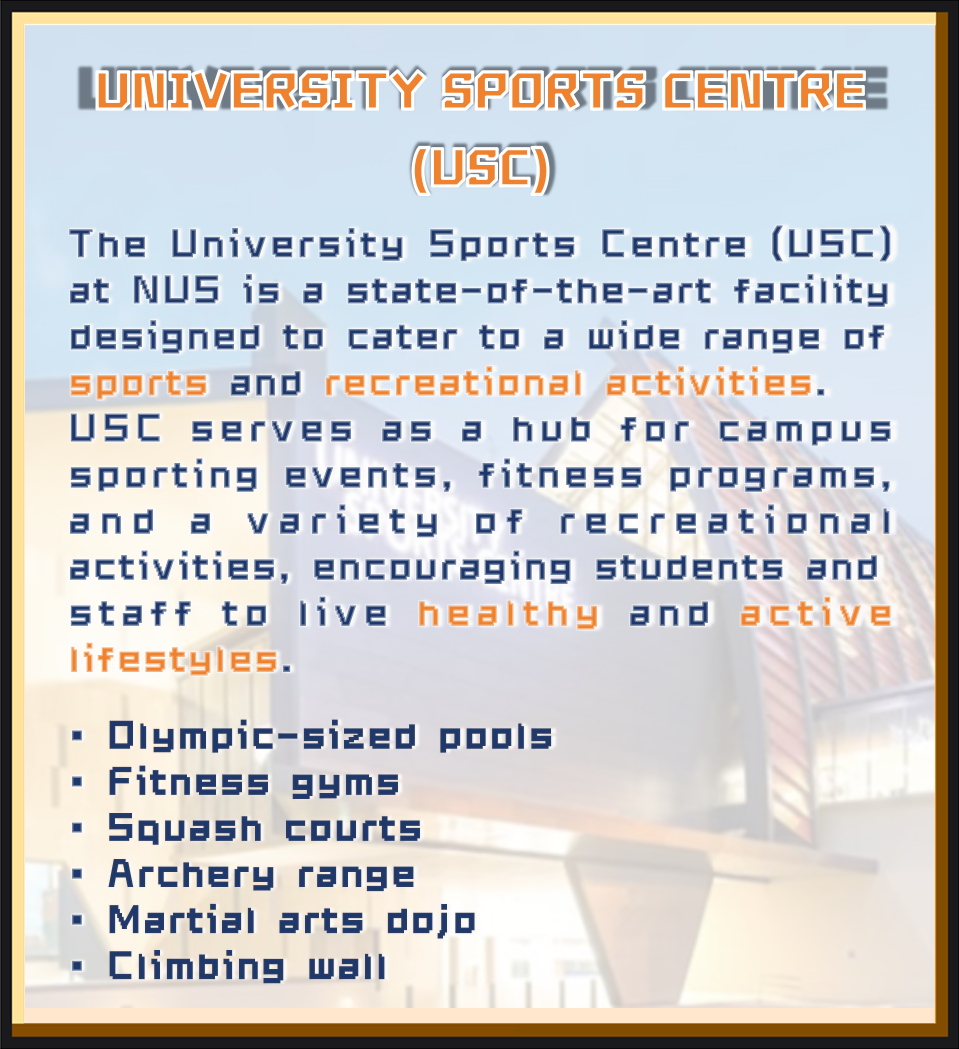 UNIVERSITY SPORTS CENTRE
(USC)
The University Sports Centre (USC)
at NUS is a state-of-the-art facility
designed to cater to a wide range of
sports and recreational activities.
USC serves as a hub for campus
sporting events, fitness programs,
and a variety of recreational
activities, encouraging students and
staff to live healthy and active
lifestyles.
• Olympic-sized pools
• Fitness gyms
• Squash courts
• Archery range
• Martial arts dojo
• Climbing wall
UNIVERSITY
SPORTS CENTRE